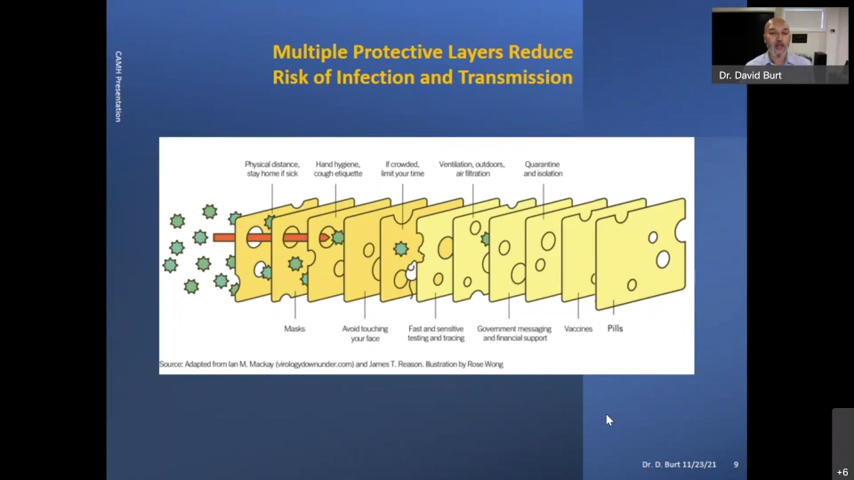 CAMH Presentation
Multiple Protective Layers Reduce
Risk of Infection and Transmission
Dr. David Burt
Physical distance,
stay home if sick
Hand hygiene,
cough etiquette
If crowded,
limit your time
Ventilation, outdoors,
air filtration
Quarantine
and isolation
Masks
Avoid touching
your face
Fast and sensitive
testing and tracing
Government messaging
and financial support
Vaccines
Pills
Source: Adapted from Ian M. Mackay (virologydownunder.com) and James T. Reason. Illustration by Rose Wong
Dr. D. Burt 11/23/21 9
+6